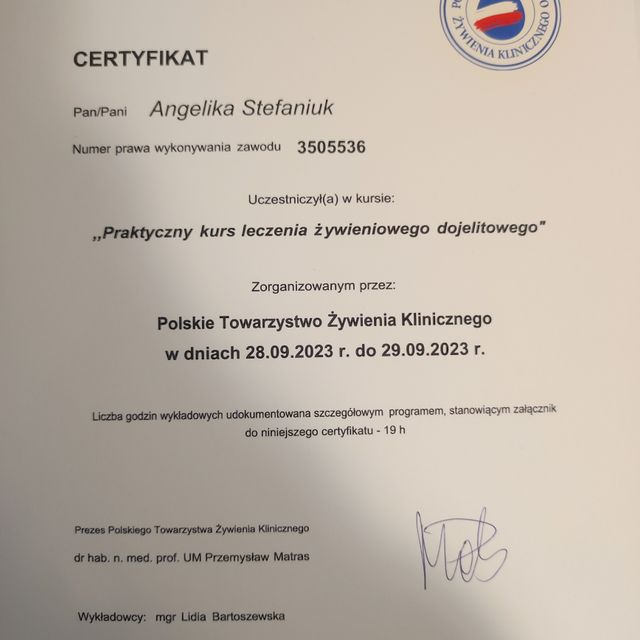 ŻYWIENIA KLINICZNEGO
CERTYFIKAT
Pan/Pani Angelika Stefaniuk
Numer prawa wykonywania zawodu 3505536
Uczestniczył(a) w kursie:
,,Praktyczny kurs leczenia żywieniowego dojelitowego"
Zorganizowanym przez:
Polskie Towarzystwo Żywienia Klinicznego
w dniach 28.09.2023 r. do 29.09.2023 r.
Liczba godzin wykładowych udokumentowana szczegółowym programem, stanowiącym załącznik
do niniejszego certyfikatu - 19 h
Prezes Polskiego Towarzystwa Żywienia Klinicznego
dr hab. n. med. prof. UM Przemysław Matras
Wykładowcy: mgr Lidia Bartoszewska